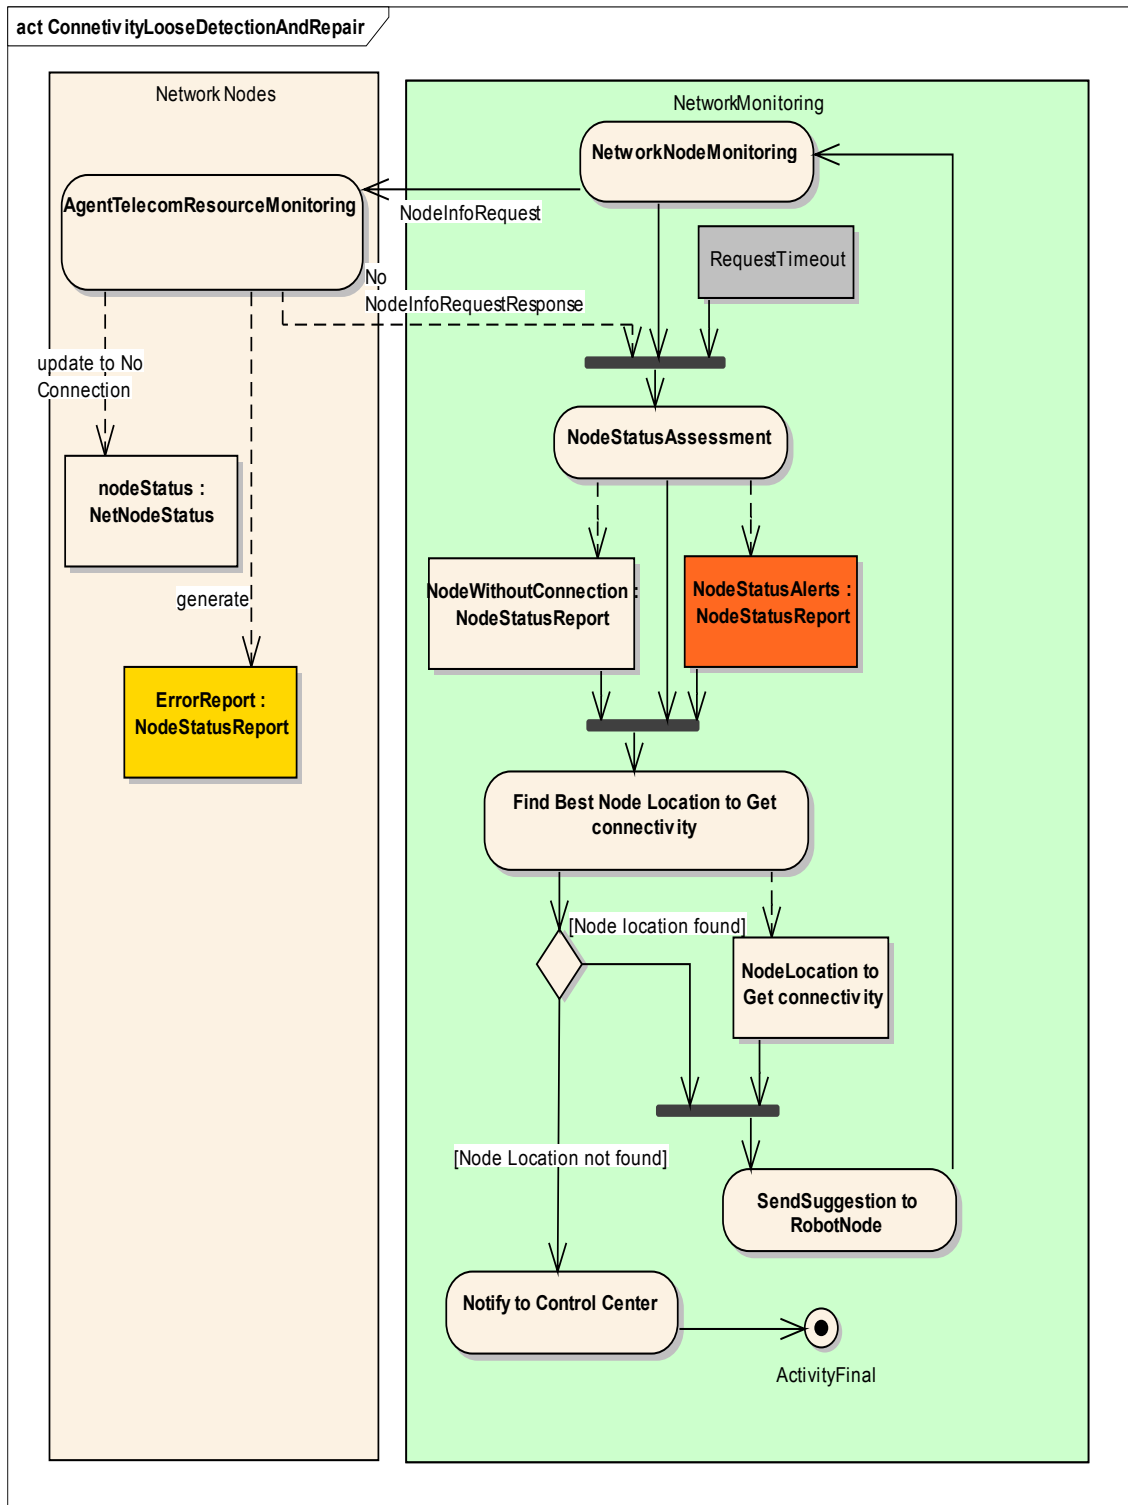 act ConnetivityLooseDetectionAndRepair
Network Nodes
NetworkMonitoring
NetworkNodeMonitoring
AgentTelecomResourceMonitoring
NodeInfoRequest
RequestTimeout
No
NodeInfoRequestResponse
update to No
Connection
NodeStatusAssessment
nodeStatus :
NetNodeStatus
NodeWithoutConnection :
NodeStatusReport
NodeStatusAlerts :
NodeStatusReport
generate
ErrorReport :
NodeStatusReport
Find Best Node Location to Get
connectivity
[Node location found]
NodeLocation to
Get connectivity
[Node Location not found]
SendSuggestion to
RobotNode
Notify to Control Center
ActivityFinal